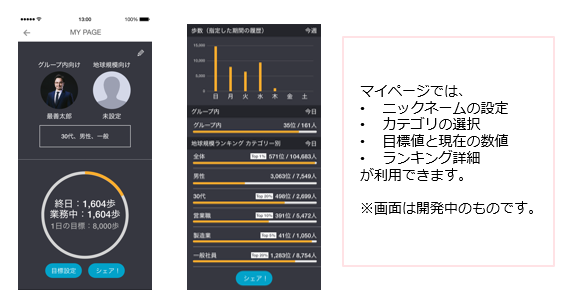 13:00
100%
MY PAGE
グループ内向け
地球規模向け
最善太郎
未設定
30代、男性、一般
終日：1,604歩
業務中：1,604歩
1日の目標：8,000歩
目標設定
シェア！
歩数（指定した期間の履歴） 今週
15,000
10,000
5,000
0
日 月 火 水 木 金 土
グループ内 今日
グループ内 35位 / 161人
地球規模ランキング カテゴリー別 今日
全体 Top 1% 571位 / 104,683人
男性 3,063位 / 7,549人
30代 Top 20% 498位 / 2,699人
営業職 Top 10% 391位 / 5,472人
製造業 Top 5% 41位 / 1,050人
一般社員 Top 20% 1,283位 / 8,754人
シェア！
マイページでは、
• ニックネームの設定
• カテゴリの選択
• 目標値と現在の数値
• ランキング詳細
が利用できます。
※画面は開発中のものです。